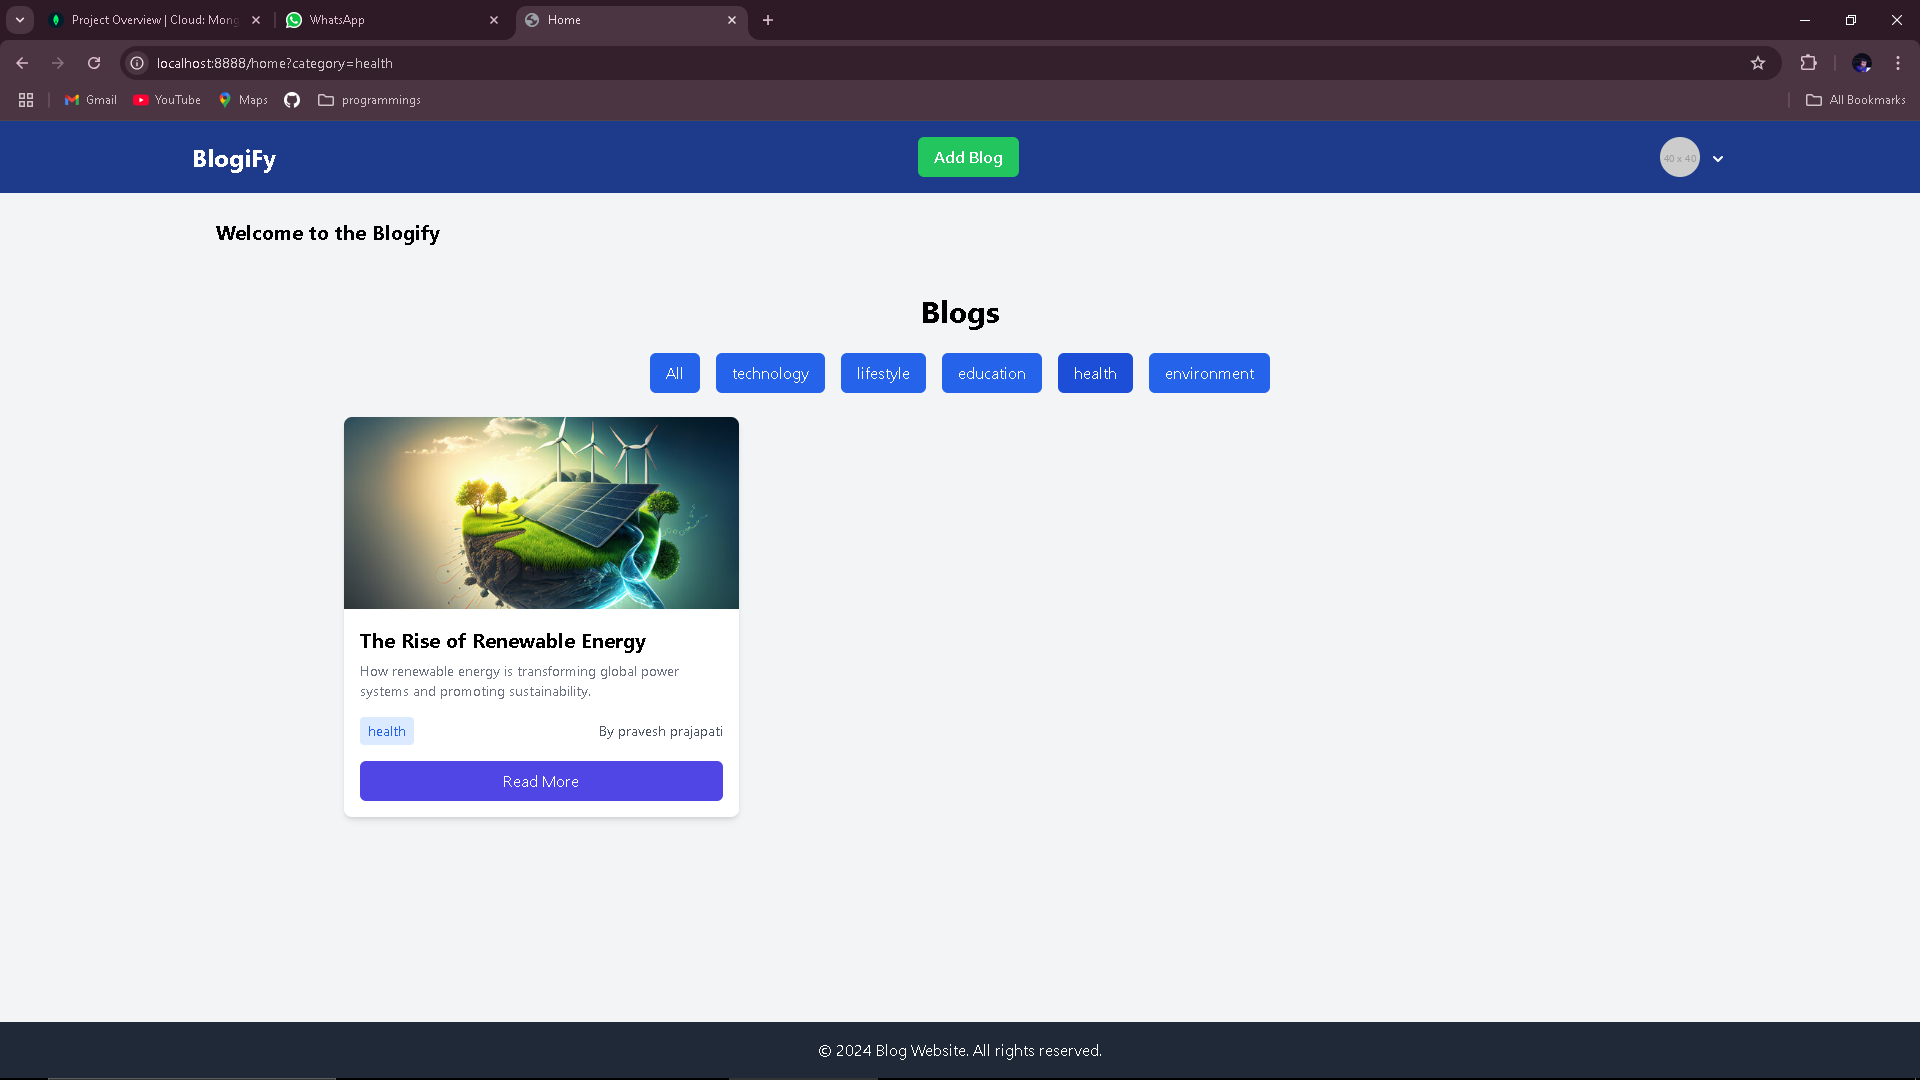 Project Overview | Cloud: Mong
WhatsApp
Home
localhost:8888/home?category=health
Gmail
YouTube
Maps
programmings
All Bookmarks
BlogiFy
Add Blog
40 x 40
Welcome to the Blogify
Blogs
All
technology
lifestyle
education
health
environment
The Rise of Renewable Energy
How renewable energy is transforming global power
systems and promoting sustainability.
health
By pravesh prajapati
Read More
© 2024 Blog Website. All rights reserved.